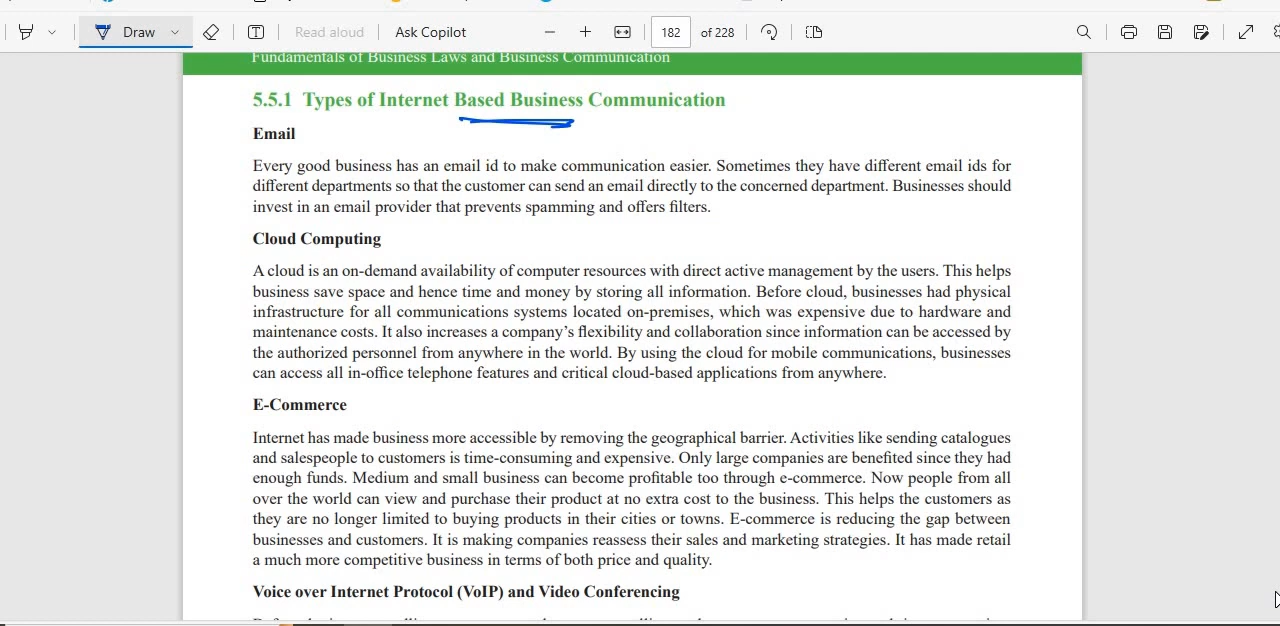 Draw
Read aloud
Ask Copilot
182 of 228
Fundamentals of Business Laws and Business Communication
5.5.1 Types of Internet Based Business Communication
Email
Every good business has an email id to make communication easier. Sometimes they have different email ids for
different departments so that the customer can send an email directly to the concerned department. Businesses should
invest in an email provider that prevents spamming and offers filters.
Cloud Computing
A cloud is an on-demand availability of computer resources with direct active management by the users. This helps
business save space and hence time and money by storing all information. Before cloud, businesses had physical
infrastructure for all communications systems located on-premises, which was expensive due to hardware and
maintenance costs. It also increases a company’s flexibility and collaboration since information can be accessed by
the authorized personnel from anywhere in the world. By using the cloud for mobile communications, businesses
can access all in-office telephone features and critical cloud-based applications from anywhere.
E-Commerce
Internet has made business more accessible by removing the geographical barrier. Activities like sending catalogues
and salespeople to customers is time-consuming and expensive. Only large companies are benefited since they had
enough funds. Medium and small business can become profitable too through e-commerce. Now people from all
over the world can view and purchase their product at no extra cost to the business. This helps the customers as
they are no longer limited to buying products in their cities or towns. E-commerce is reducing the gap between
businesses and customers. It is making companies reassess their sales and marketing strategies. It has made retail
a much more competitive business in terms of both price and quality.
Voice over Internet Protocol (VoIP) and Video Conferencing